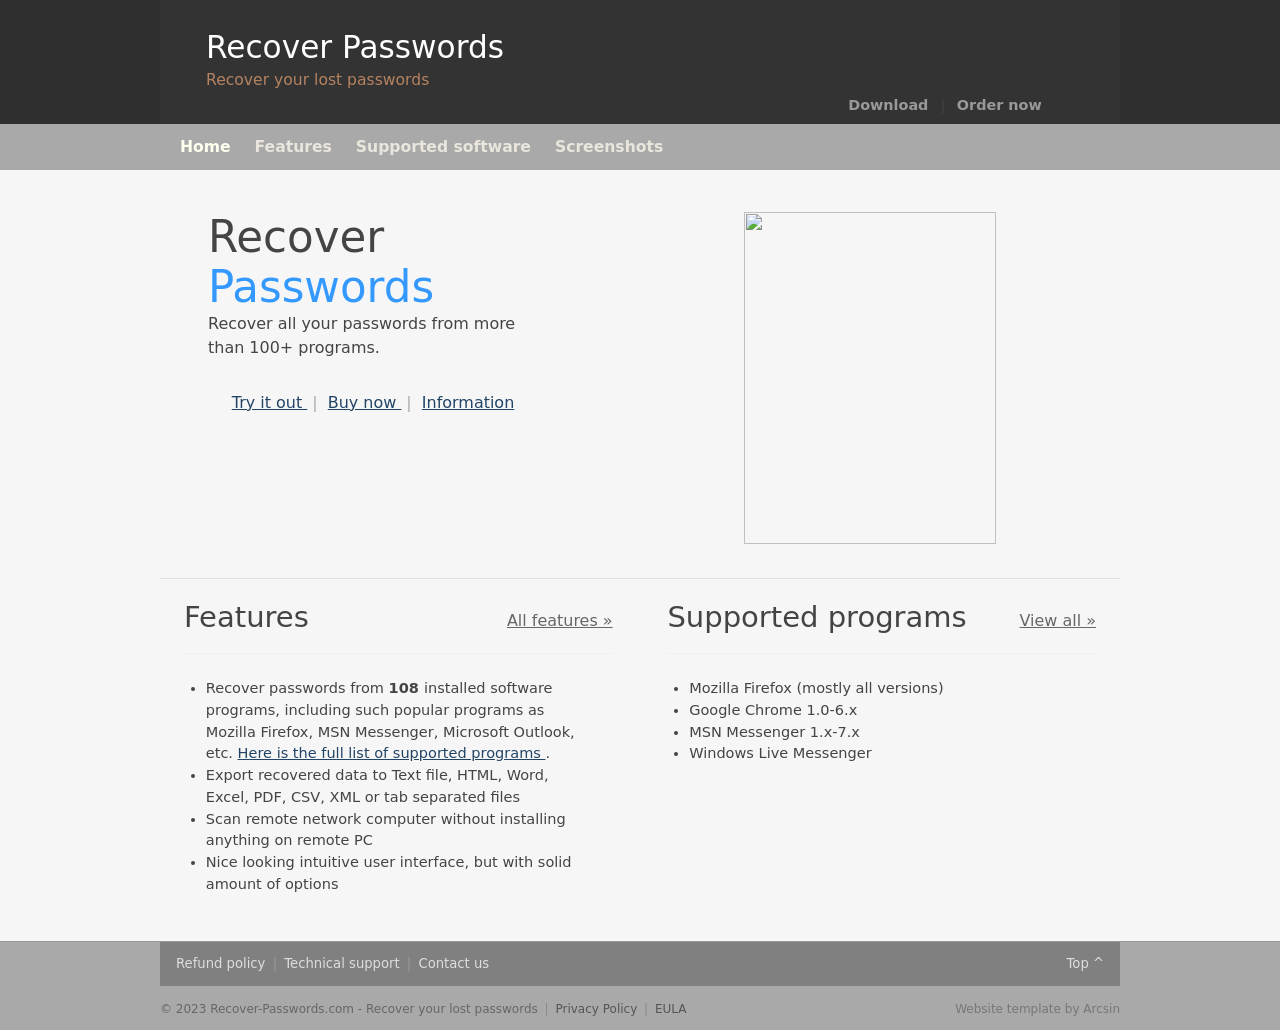 Recover Passwords
Recover your lost passwords
Download | Order now
Home Features Supported software Screenshots
Recover
Passwords
Recover all your passwords from more
than 100+ programs.
Try it out | Buy now | Information
Features All features »
Recover passwords from 108 installed software
programs, including such popular programs as
Mozilla Firefox, MSN Messenger, Microsoft Outlook,
etc. Here is the full list of supported programs .
Export recovered data to Text file, HTML, Word,
Excel, PDF, CSV, XML or tab separated files
Scan remote network computer without installing
anything on remote PC
Nice looking intuitive user interface, but with solid
amount of options
Supported programs View all »
Mozilla Firefox (mostly all versions)
Google Chrome 1.0-6.x
MSN Messenger 1.x-7.x
Windows Live Messenger
Refund policy | Technical support | Contact us Top ^
© 2023 Recover-Passwords.com - Recover your lost passwords | Privacy Policy | EULA Website template by Arcsin